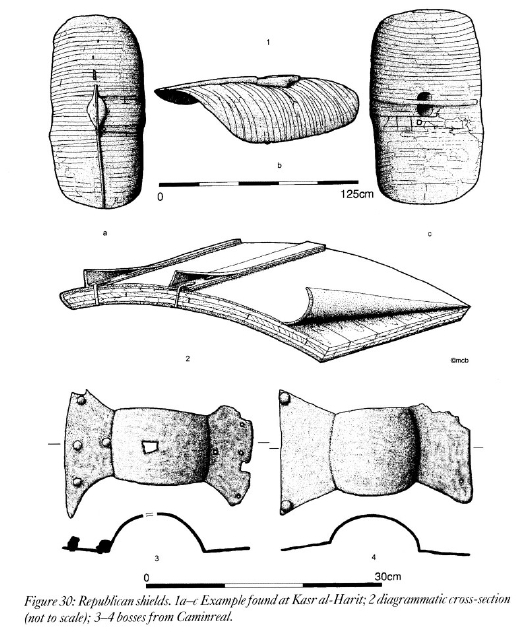 1
b
0 125cm
a c
2 ©mcb
3 4
0 30cm
Figure 30: Republican shields. 1a–c Example found at Kasr al-Harit; 2 diagrammatic cross-section
(not to scale); 3–4 bosses from Caminreal.